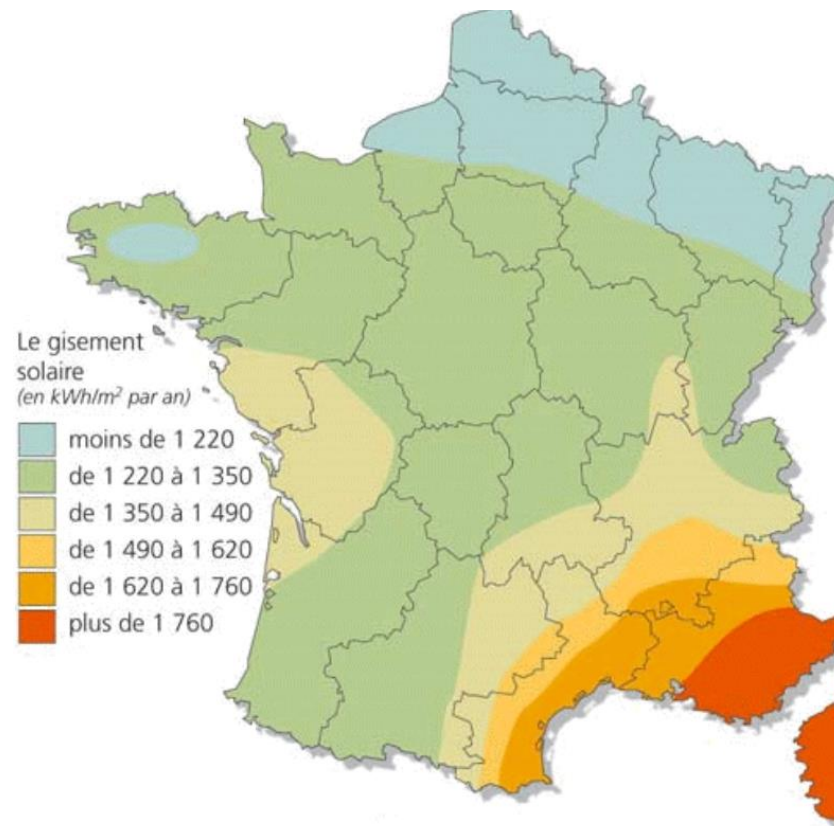 Le gisement
solaire
(en kWh/m² par an)
moins de 1 220
de 1 220 à 1 350
de 1 350 à 1 490
de 1 490 à 1 620
de 1 620 à 1 760
plus de 1 760